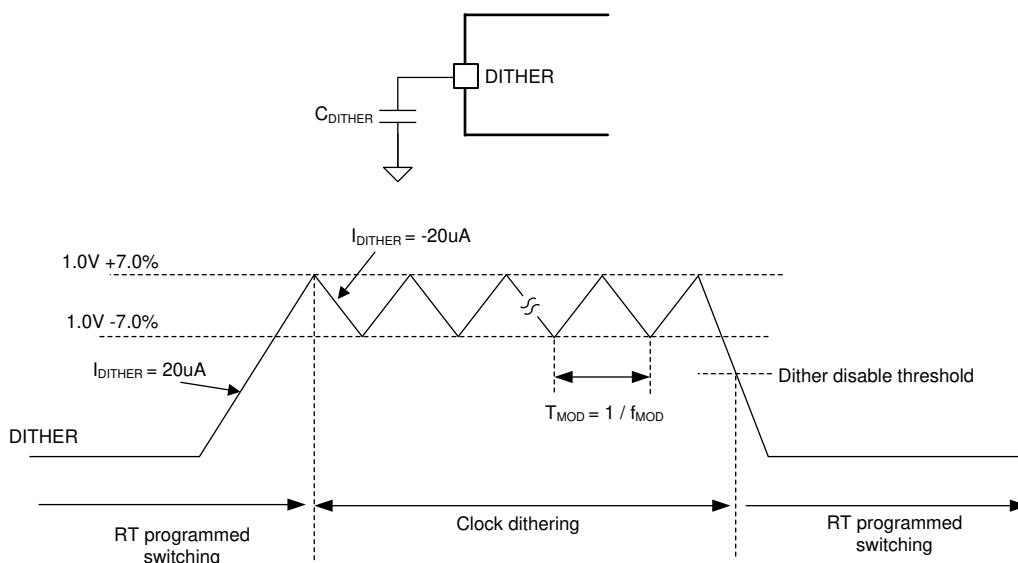 DITHER
CDITHER
IDITHER = -20uA
1.0V +7.0%
1.0V -7.0%
IDITHER = 20uA
Dither disable threshold
TMOD = 1 / fMOD
DITHER
RT programmed
switching
Clock dithering
RT programmed
switching